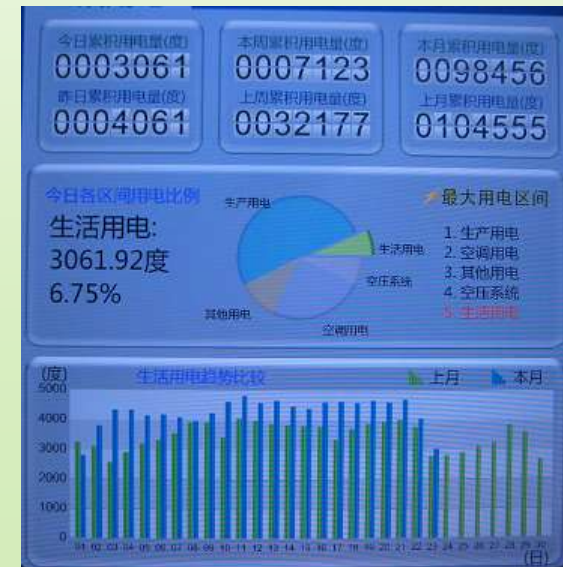 今日累积用电量(度)
本周累积用电量(度)
本月累积用电量(度)
0003061
0007123
0098456
昨日累积用电量(度)
上周累积用电量(度)
上月累积用电量(度)
0004061
0032177
0104555
今日各区间用电比例
生活用电:
3061.92度
6.75%
生产用电
生活用电
空压系统
空调用电
其他用电
最大用电区间
1. 生产用电
2. 空调用电
3. 其他用电
4. 空压系统
5. 生活用电
(度)
生活用电趋势比较
上月
本月
5000
4000
3000
2000
1000
0
01 02 03 04 05 06 07 08 09 10 11 12 13 14 15 16 17 18 19 20 21 22 23 24 25 26 27 28 29 30
(日)